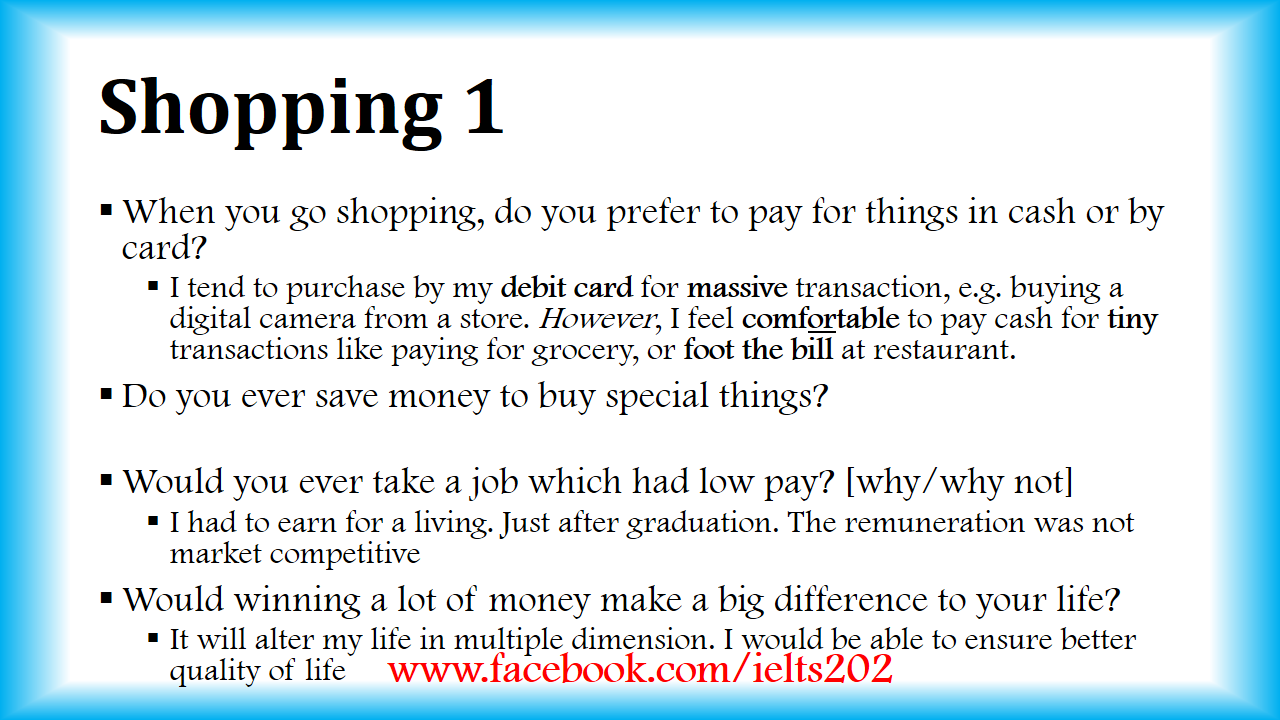 Shopping 1
▪ When you go shopping, do you prefer to pay for things in cash or by
card?
▪ I tend to purchase by my debit card for massive transaction, e.g. buying a
digital camera from a store. However, I feel comfortable to pay cash for tiny
transactions like paying for grocery, or foot the bill at restaurant.
▪ Do you ever save money to buy special things?
▪ Would you ever take a job which had low pay? [why/why not]
▪ I had to earn for a living. Just after graduation. The remuneration was not
market competitive
▪ Would winning a lot of money make a big difference to your life?
▪ It will alter my life in multiple dimension. I would be able to ensure better
quality of life
www.facebook.com/ielts202